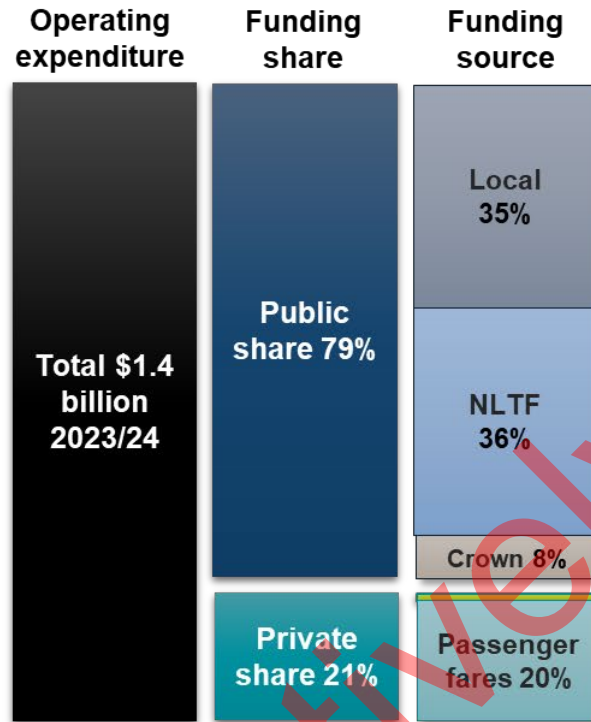 Operating
expenditure
Funding
share
Funding
source
Total $1.4
billion
2023/24
Public
share 79%
Private
share 21%
Local
35%
NLTF
36%
Crown 8%
Passenger
fares 20%